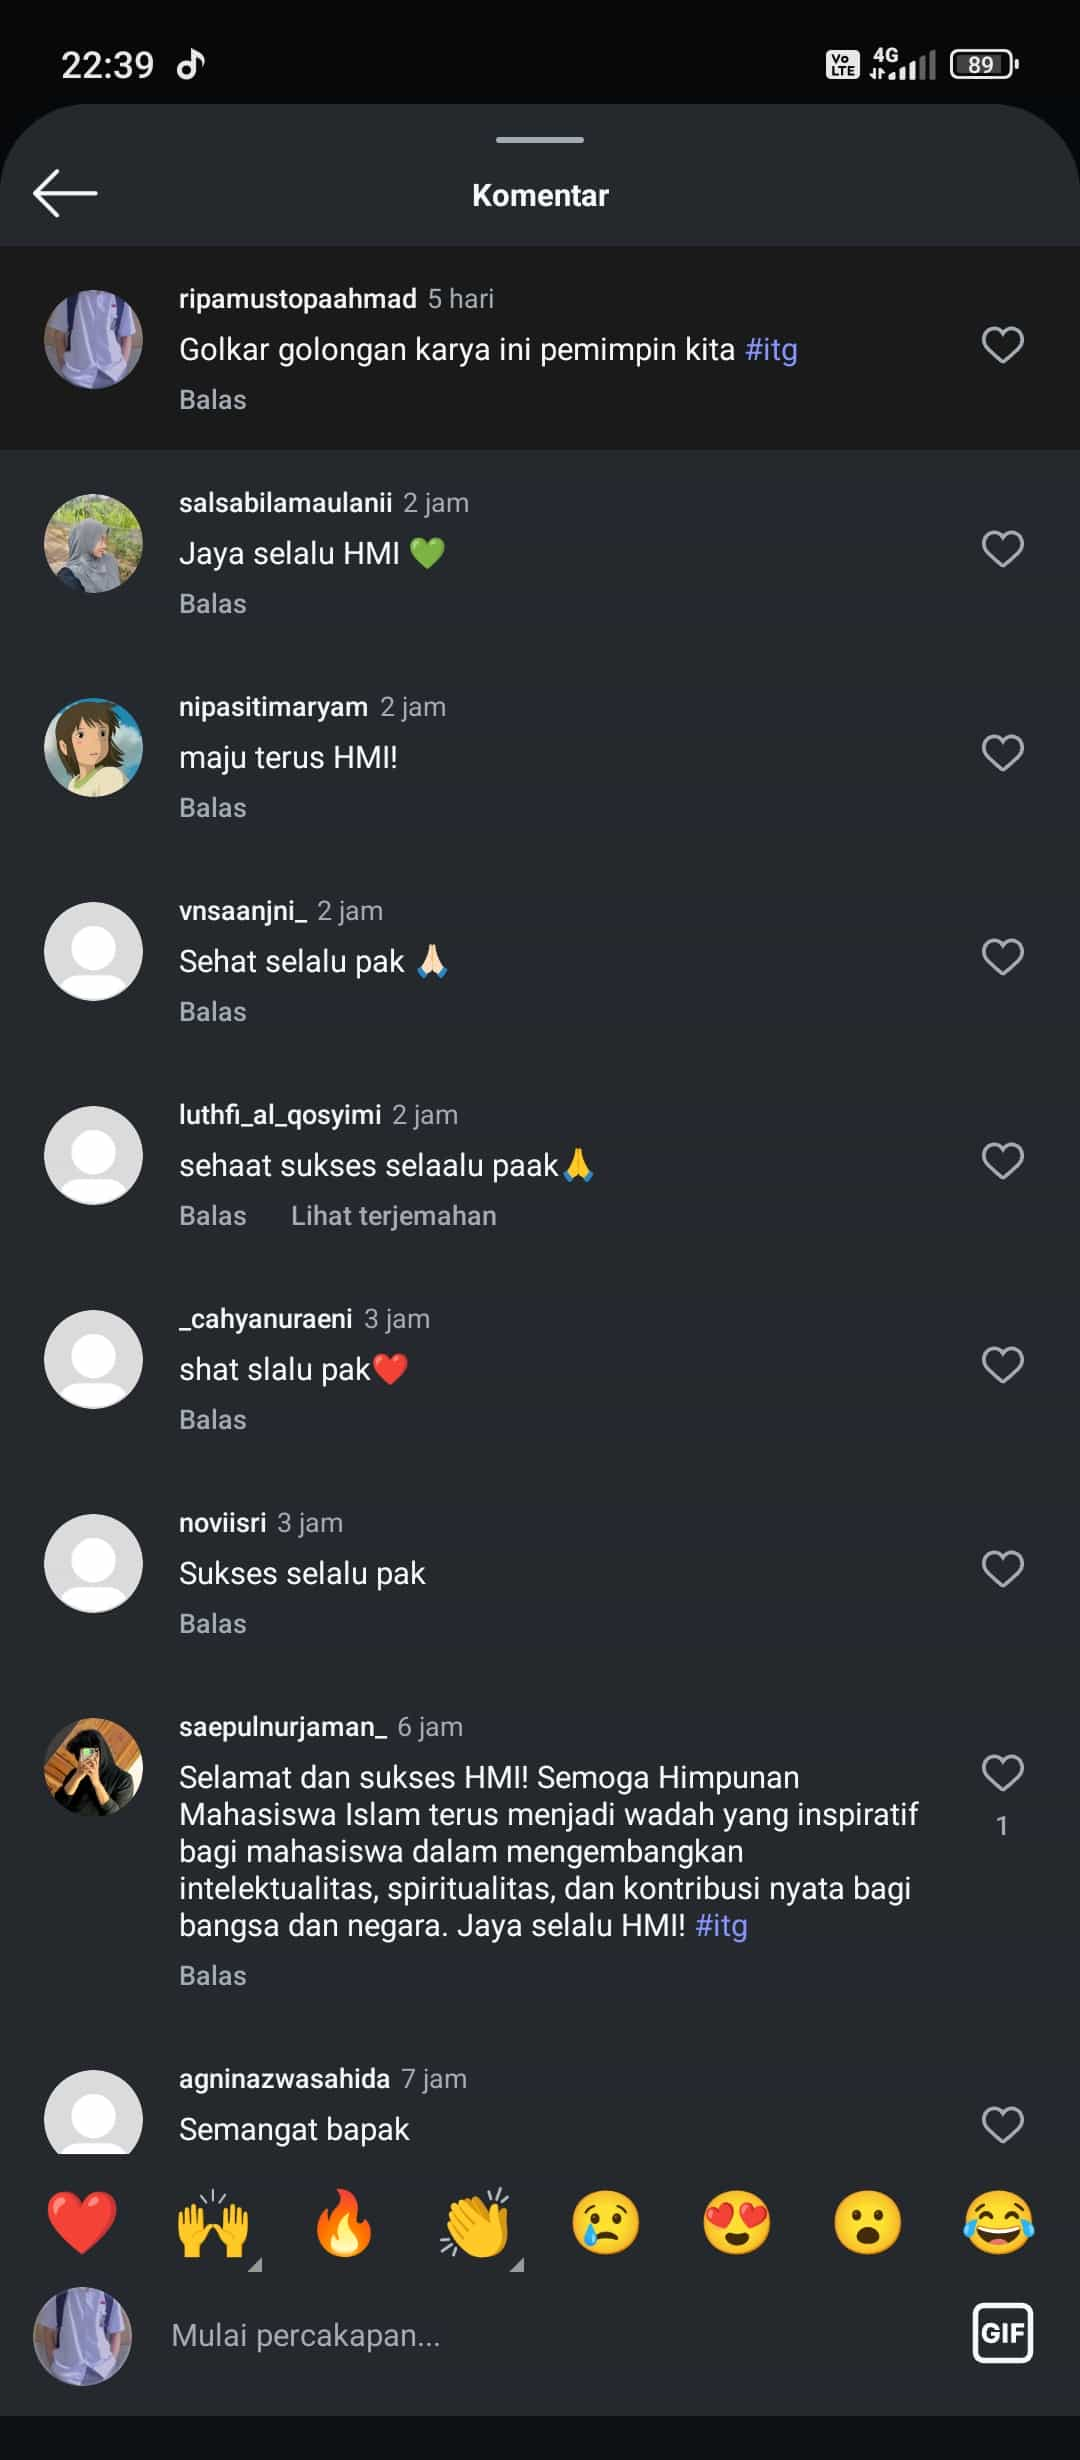 22:39
Vo LTE 4G 89
Komentar
ripamustopaahmad 5 hari
Golkar golongan karya ini pemimpin kita #itg
Balas
salsabilamaulanii 2 jam
Jaya selalu HMI 💚
Balas
nipasitimaryam 2 jam
maju terus HMI!
Balas
vnsaanjni_ 2 jam
Sehat selalu pak 🙏🏻
Balas
luthfi_al_qosyimi 2 jam
sehaat sukses selaalu paak🙏
Balas Lihat terjemahan
_cahyanuraeni 3 jam
shat slalu pak❤️
Balas
noviisri 3 jam
Sukses selalu pak
Balas
saepulnurjaman_ 6 jam
Selamat dan sukses HMI! Semoga Himpunan
Mahasiswa Islam terus menjadi wadah yang inspiratif
bagi mahasiswa dalam mengembangkan
intelektualitas, spiritualitas, dan kontribusi nyata bagi
bangsa dan negara. Jaya selalu HMI! #itg
1
Balas
agninazwasahida 7 jam
Semangat bapak
❤️ 🙌 🔥 👏 😢 😍 😮 😂
Mulai percakapan...
GIF